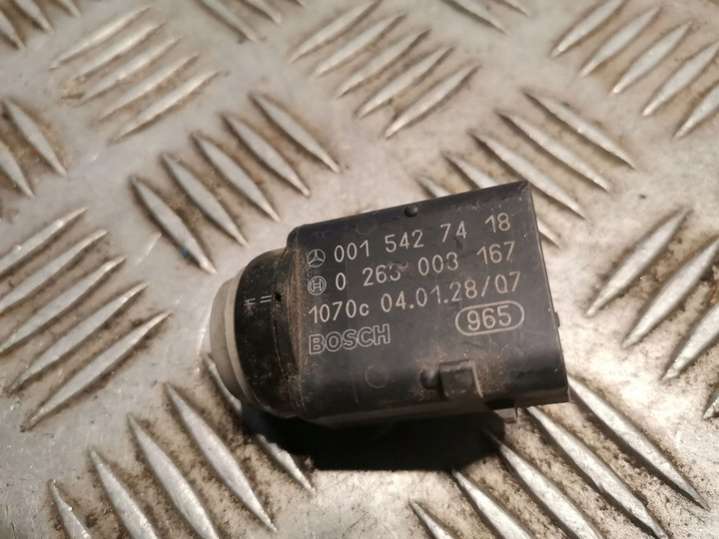 001 542 74 18
0 263 003 167
1070c 04.01.28/07
BOSCH 965